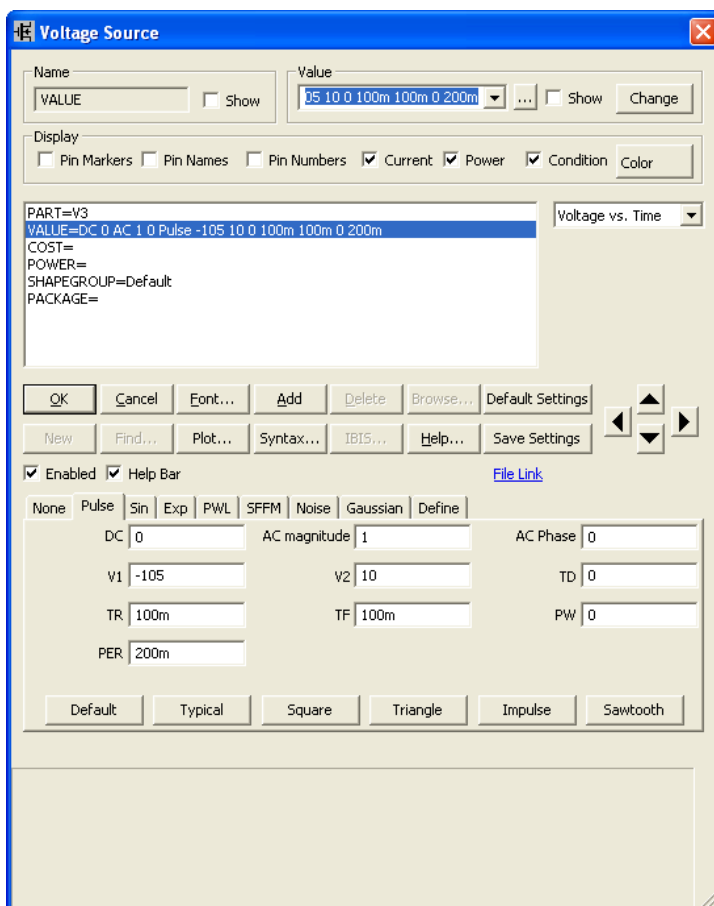 Voltage Source
Name
Value
VALUE
Show
05 10 0 100m 100m 0 200m
...
Show
Change
Display
Pin Markers Pin Names Pin Numbers Current Power Condition Color
PART=V3
Voltage vs. Time
VALUE=DC 0 AC 1 0 Pulse -105 10 0 100m 100m 0 200m
COST=
POWER=
SHAPEGROUP=Default
PACKAGE=
OK Cancel Font... Add Delete Browse... Default Settings
New Find... Plot... Syntax... IBIS... Help... Save Settings
Enabled Help Bar File Link
None Pulse Sin Exp PWL SFFM Noise Gaussian Define
DC 0 AC magnitude 1 AC Phase 0
V1 -105 V2 10 TD 0
TR 100m TF 100m PW 0
PER 200m
Default Typical Square Triangle Impulse Sawtooth